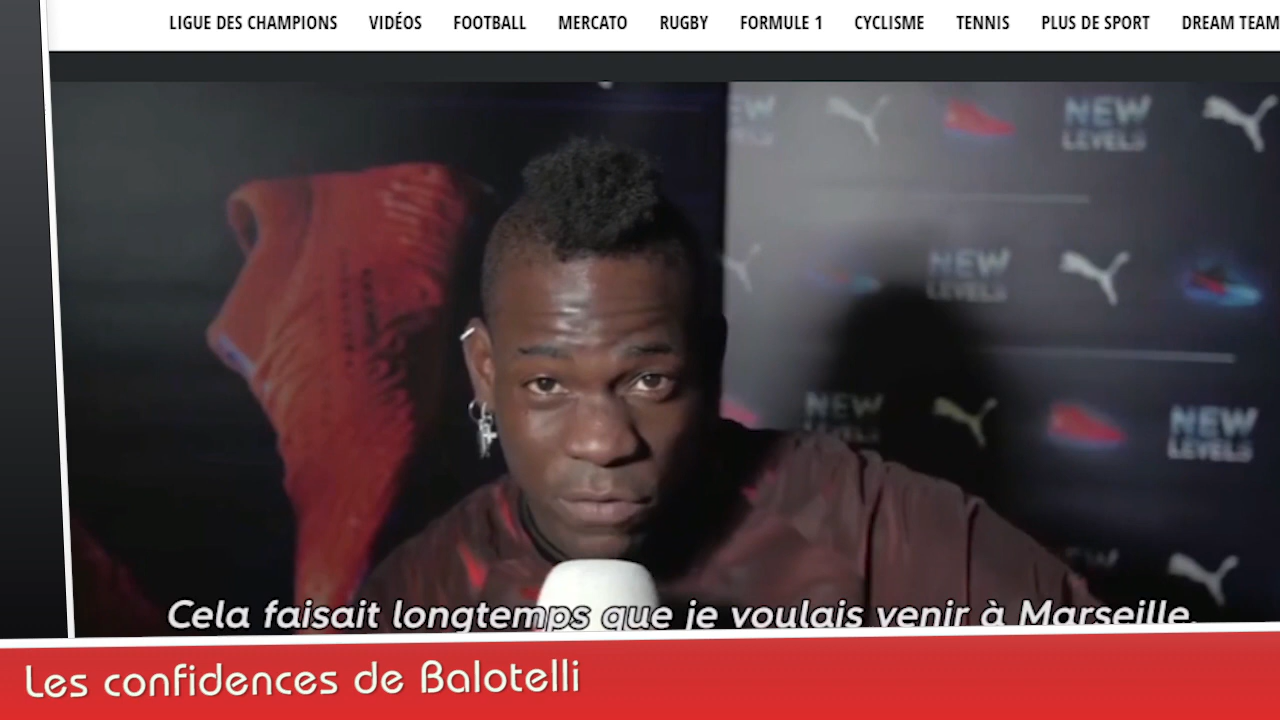 LIGUE DES CHAMPIONS VIDÉOS FOOTBALL MERCATO RUGBY FORMULE 1 CYCLISME TENNIS PLUS DE SPORT DREAM TEAM
NEW
LEVELS
NEW
LEVELS
NEW
LEVELS
NEW
LEVELS
NEW
LEVELS
NEW
Cela faisait longtemps que je voulais venir à Marseille.
Les confidences de Balotelli